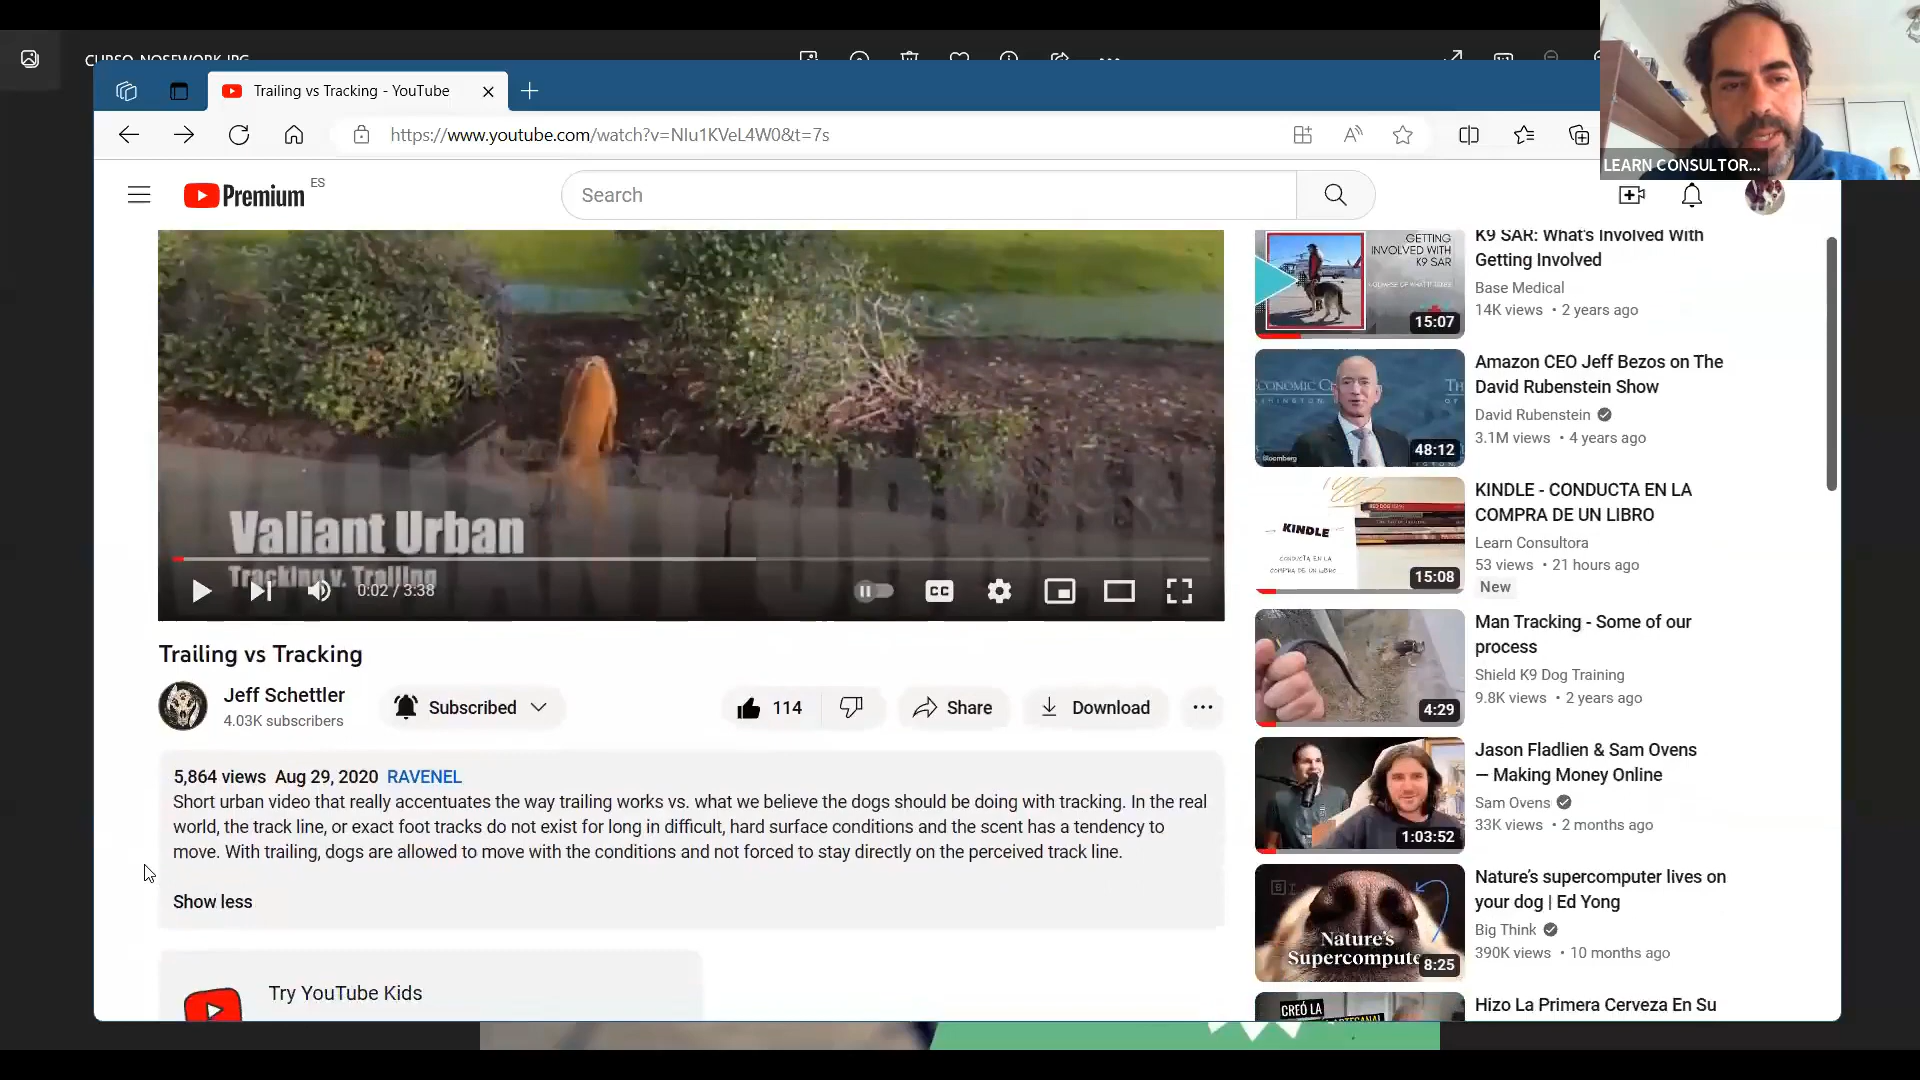 CURSO-NOSEWORK.JPG
Trailing vs Tracking - YouTube
https://www.youtube.com/watch?v=NIu1KVeL4W0&t=7s
LEARN CONSULTOR...
Premium ES
Search
Valiant Urban
Tracking v. Trailing
0:02 / 3:38
CC
Trailing vs Tracking
Jeff Schettler
4.03K subscribers
Subscribed
114
Share
Download
5,864 views Aug 29, 2020 RAVENEL
Short urban video that really accentuates the way trailing works vs. what we believe the dogs should be doing with tracking. In the real
world, the track line, or exact foot tracks do not exist for long in difficult, hard surface conditions and the scent has a tendency to
move. With trailing, dogs are allowed to move with the conditions and not forced to stay directly on the perceived track line.
Show less
Try YouTube Kids
GETTING
INVOLVED WITH
K9 SAR
15:07
K9 SAR: What's Involved With
Getting Involved
Base Medical
14K views • 2 years ago
Bloomberg
48:12
Amazon CEO Jeff Bezos on The
David Rubenstein Show
David Rubenstein
3.1M views • 4 years ago
KINDLE
CONDUCTA EN LA
COMPRA DE UN LIBRO
15:08
KINDLE - CONDUCTA EN LA
COMPRA DE UN LIBRO
Learn Consultora
53 views • 21 hours ago
New
4:29
Man Tracking - Some of our
process
Shield K9 Dog Training
9.8K views • 2 years ago
1:03:52
Jason Fladlien & Sam Ovens
— Making Money Online
Sam Ovens
33K views • 2 months ago
Nature's
Supercompute
8:25
Nature's supercomputer lives on
your dog | Ed Yong
Big Think
390K views • 10 months ago
CREÓ LA
Hizo La Primera Cerveza En Su